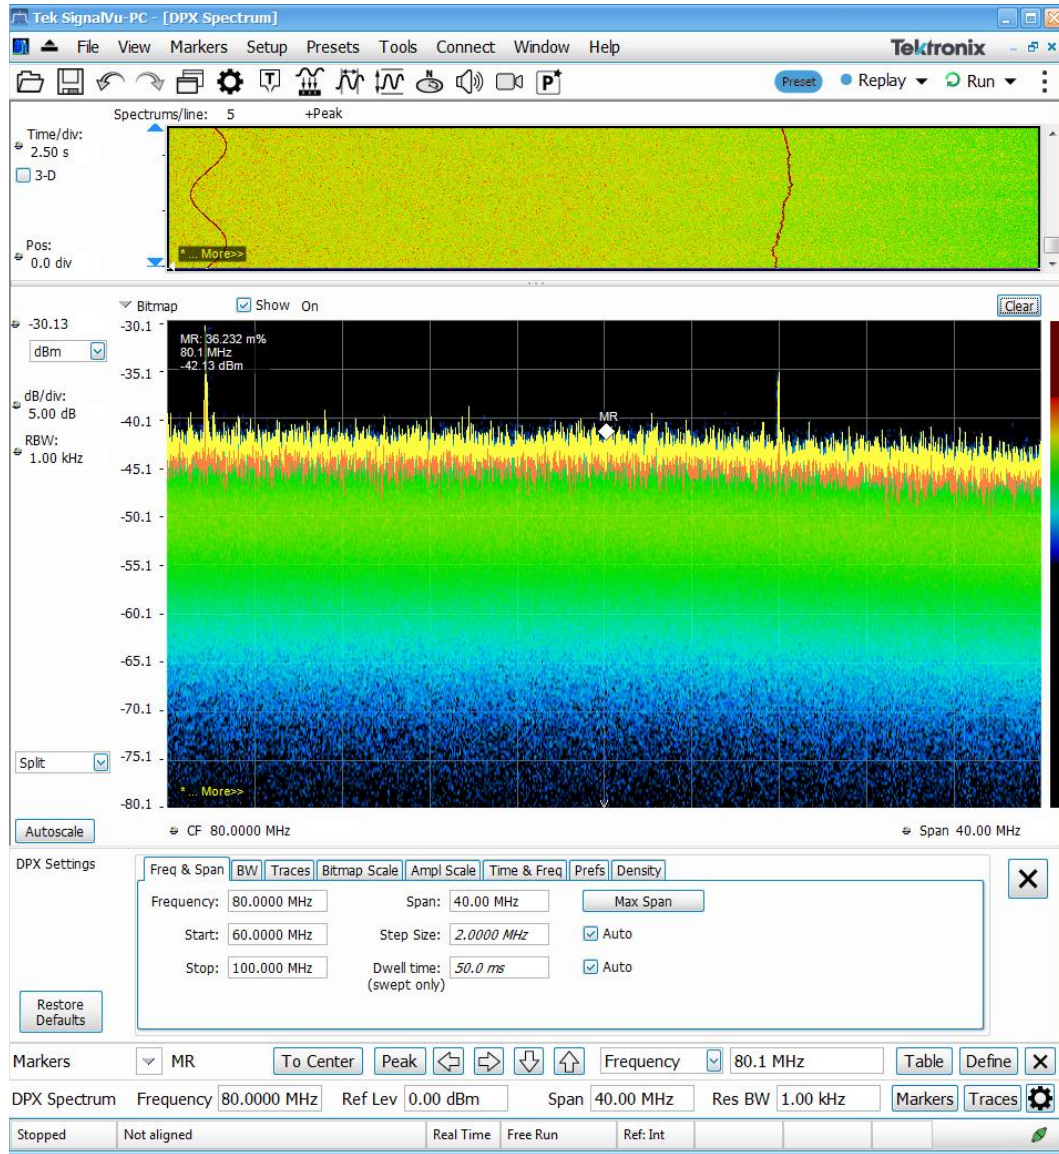 Tek SignalVu-PC - [DPX Spectrum]
File View Markers Setup Presets Tools Connect Window Help Tektronix
T N P Preset Replay Run
Spectrums/line: 5 +Peak
Time/div:
2.50 s
3-D
Pos:
0.0 div
* ... More>>
Bitmap Show On Clear
-30.13
dBm
dB/div:
5.00 dB
RBW:
1.00 kHz
-30.1
MR: 36.232 m%
80.1 MHz
-42.13 dBm
-35.1
-40.1
MR
-45.1
-50.1
-55.1
-60.1
-65.1
-70.1
-75.1
-80.1
Split
* ... More>>
Autoscale CF 80.0000 MHz Span 40.00 MHz
DPX Settings
Freq & Span BW Traces Bitmap Scale Ampl Scale Time & Freq Prefs Density
Frequency: 80.0000 MHz Span: 40.00 MHz Max Span
Start: 60.0000 MHz Step Size: 2.0000 MHz Auto
Stop: 100.000 MHz Dwell time: 50.0 ms Auto
(swept only)
Restore
Defaults
Markers MR To Center Peak Frequency 80.1 MHz Table Define X
DPX Spectrum Frequency 80.0000 MHz Ref Lev 0.00 dBm Span 40.00 MHz Res BW 1.00 kHz Markers Traces
Stopped Not aligned Real Time Free Run Ref: Int